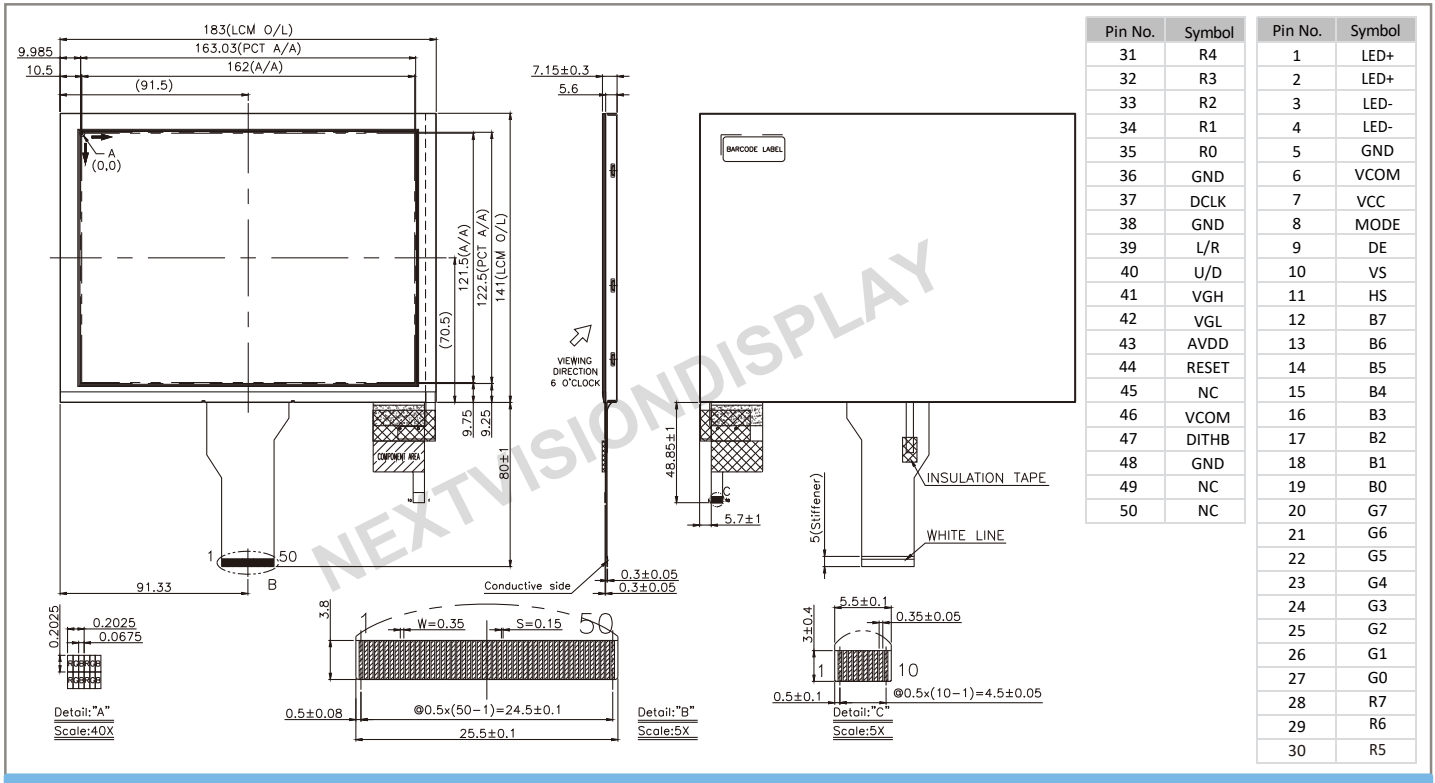 183(LCM O/L)
163.03(PCT A/A)
9.985
162(A/A)
10.5
(91.5)
7.15±0.3
5.6
A
(0,0)
121.5(A/A)
122.5(PCT A/A)
141(LCM O/L)
(70.5)
VIEWING
DIRECTION
6 O'CLOCK
BARCODE LABEL
9.75
9.25
80±1
COMPONENT AREA
48.85±1
C
5.7±1
INSULATION TAPE
5(Stiffener)
WHITE LINE
1
50
B
91.33
Conductive side
0.3±0.05
0.3±0.05
NEXTVISIONDISPLAY
0.2025
0.2025
0.0675
RGBRGB
RGBRGB
Detail:"A"
Scale:40X
3.8
1
W=0.35
S=0.15
50
0.5±0.08
@0.5x(50-1)=24.5±0.1
25.5±0.1
Detail:"B"
Scale:5X
5.5±0.1
0.35±0.05
3±0.4
1
10
0.5±0.1
@0.5x(10-1)=4.5±0.05
Detail:"C"
Scale:5X
Pin No. Symbol
31 R4
32 R3
33 R2
34 R1
35 R0
36 GND
37 DCLK
38 GND
39 L/R
40 U/D
41 VGH
42 VGL
43 AVDD
44 RESET
45 NC
46 VCOM
47 DITHB
48 GND
49 NC
50 NC
Pin No. Symbol
1 LED+
2 LED+
3 LED-
4 LED-
5 GND
6 VCOM
7 VCC
8 MODE
9 DE
10 VS
11 HS
12 B7
13 B6
14 B5
15 B4
16 B3
17 B2
18 B1
19 B0
20 G7
21 G6
22 G5
23 G4
24 G3
25 G2
26 G1
27 G0
28 R7
29 R6
30 R5